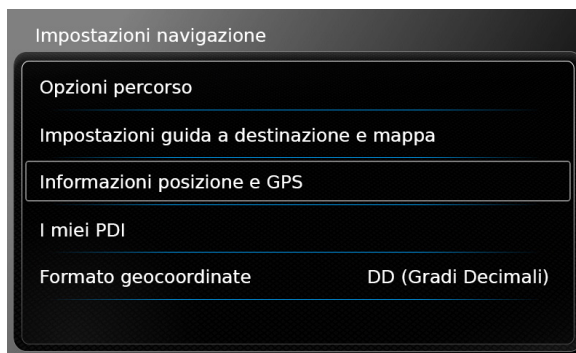 Impostazioni navigazione
Opzioni percorso
Impostazioni guida a destinazione e mappa
Informazioni posizione e GPS
I miei PDI
Formato geocoordinate DD (Gradi Decimali)